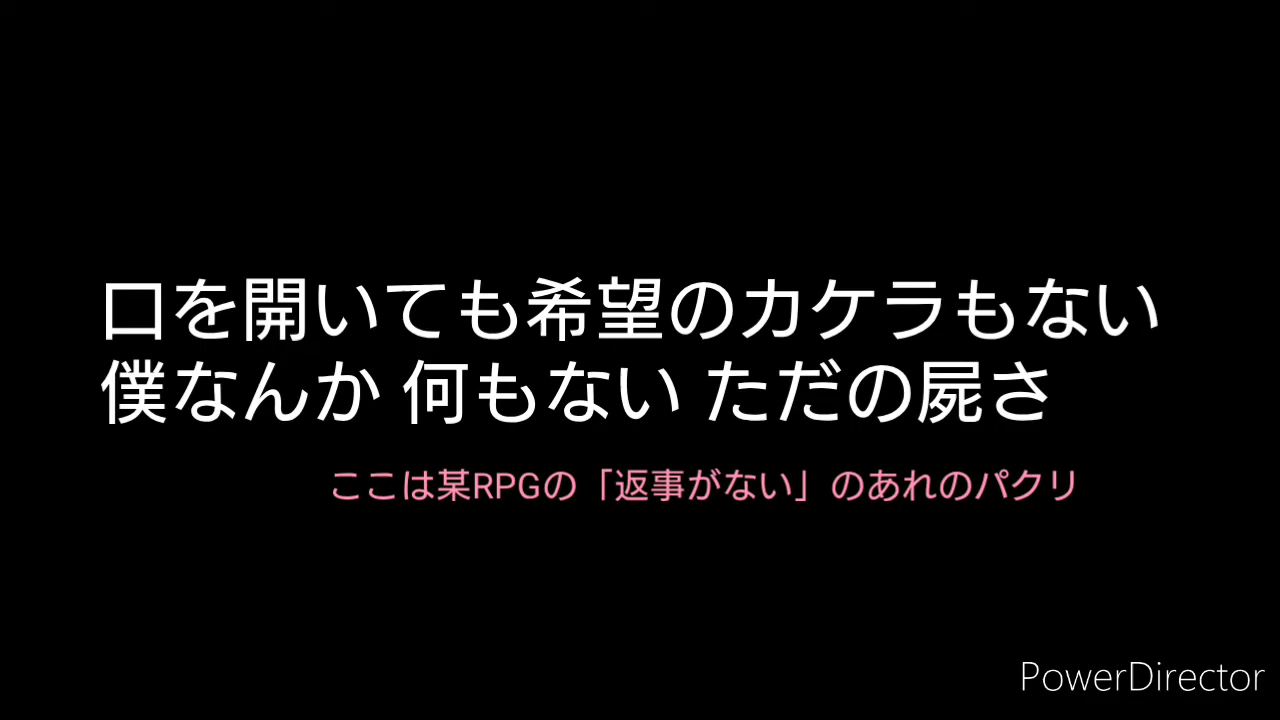 口を開いても希望のカケラもない
僕なんか 何もない ただの屍さ
ここは某RPGの「返事がない」のあれのパクリ
PowerDirector